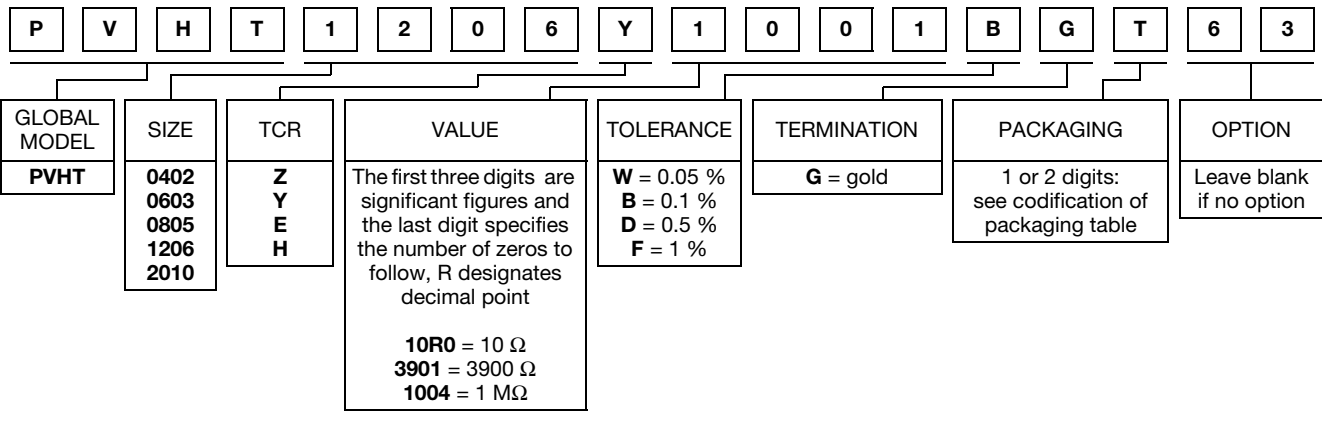 P V H T 1 2 0 6 Y 1 0 0 1 B G T 6 3
GLOBAL
MODEL
PVHT
SIZE
0402
0603
0805
1206
2010
TCR
Z
Y
E
H
VALUE
The first three digits are
significant figures and
the last digit specifies
the number of zeros to
follow, R designates
decimal point
10R0 = 10 Ω
3901 = 3900 Ω
1004 = 1 MΩ
TOLERANCE
W = 0.05 %
B = 0.1 %
D = 0.5 %
F = 1 %
TERMINATION
G = gold
PACKAGING
1 or 2 digits:
see codification of
packaging table
OPTION
Leave blank
if no option